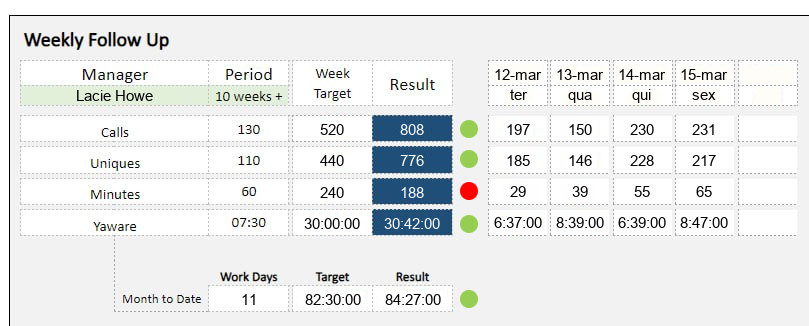 Weekly Follow Up
Manager Period Week Target Result 12-mar 13-mar 14-mar 15-mar
Lacie Howe 10 weeks + ter qua qui sex
Calls 130 520 808 197 150 230 231
Uniques 110 440 776 185 146 228 217
Minutes 60 240 188 29 39 55 65
Yaware 07:30 30:00:00 30:42:00 6:37:00 8:39:00 6:39:00 8:47:00
Work Days Target Result
Month to Date 11 82:30:00 84:27:00